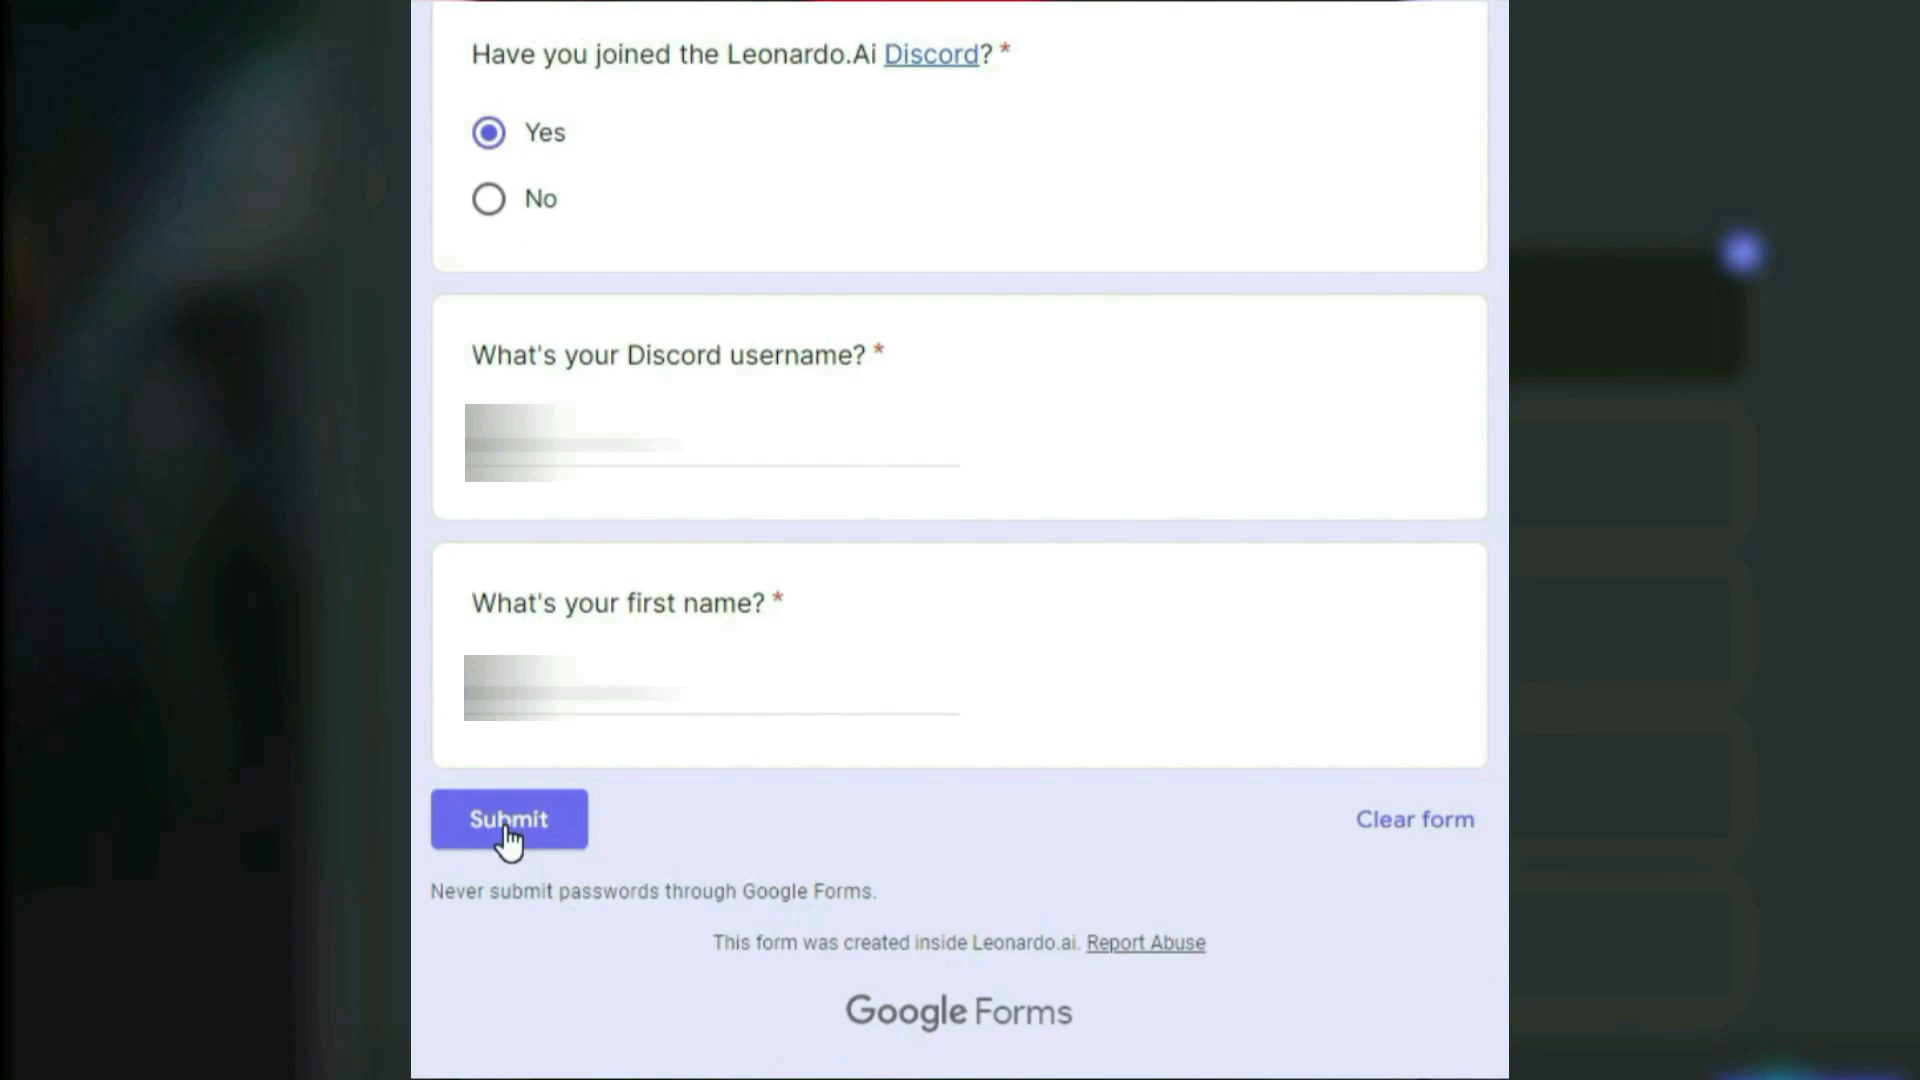 Have you joined the Leonardo.Ai Discord? *
Yes
No
What's your Discord username? *
What's your first name? *
Submit
Clear form
Never submit passwords through Google Forms.
This form was created inside Leonardo.ai. Report Abuse
Google Forms